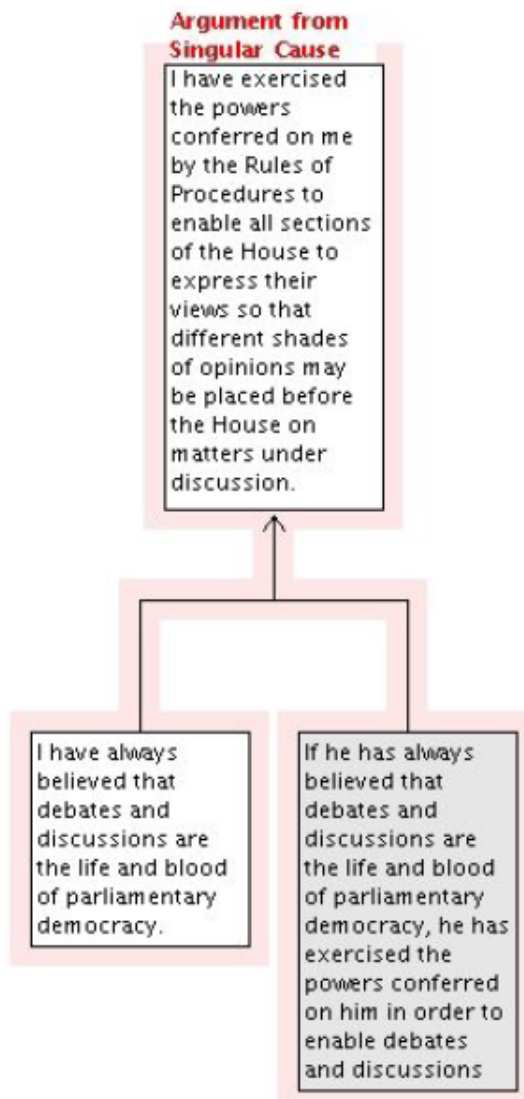 Argument from
Singular Cause
I have exercised
the powers
conferred on me
by the Rules of
Procedures to
enable all sections
of the House to
express their
views so that
different shades
of opinions may
be placed before
the House on
matters under
discussion.
I have always
believed that
debates and
discussions are
the life and blood
of parliamentary
democracy.
If he has always
believed that
debates and
discussions are
the life and blood
of parliamentary
democracy, he has
exercised the
powers conferred
on him in order to
enable debates
and discussions